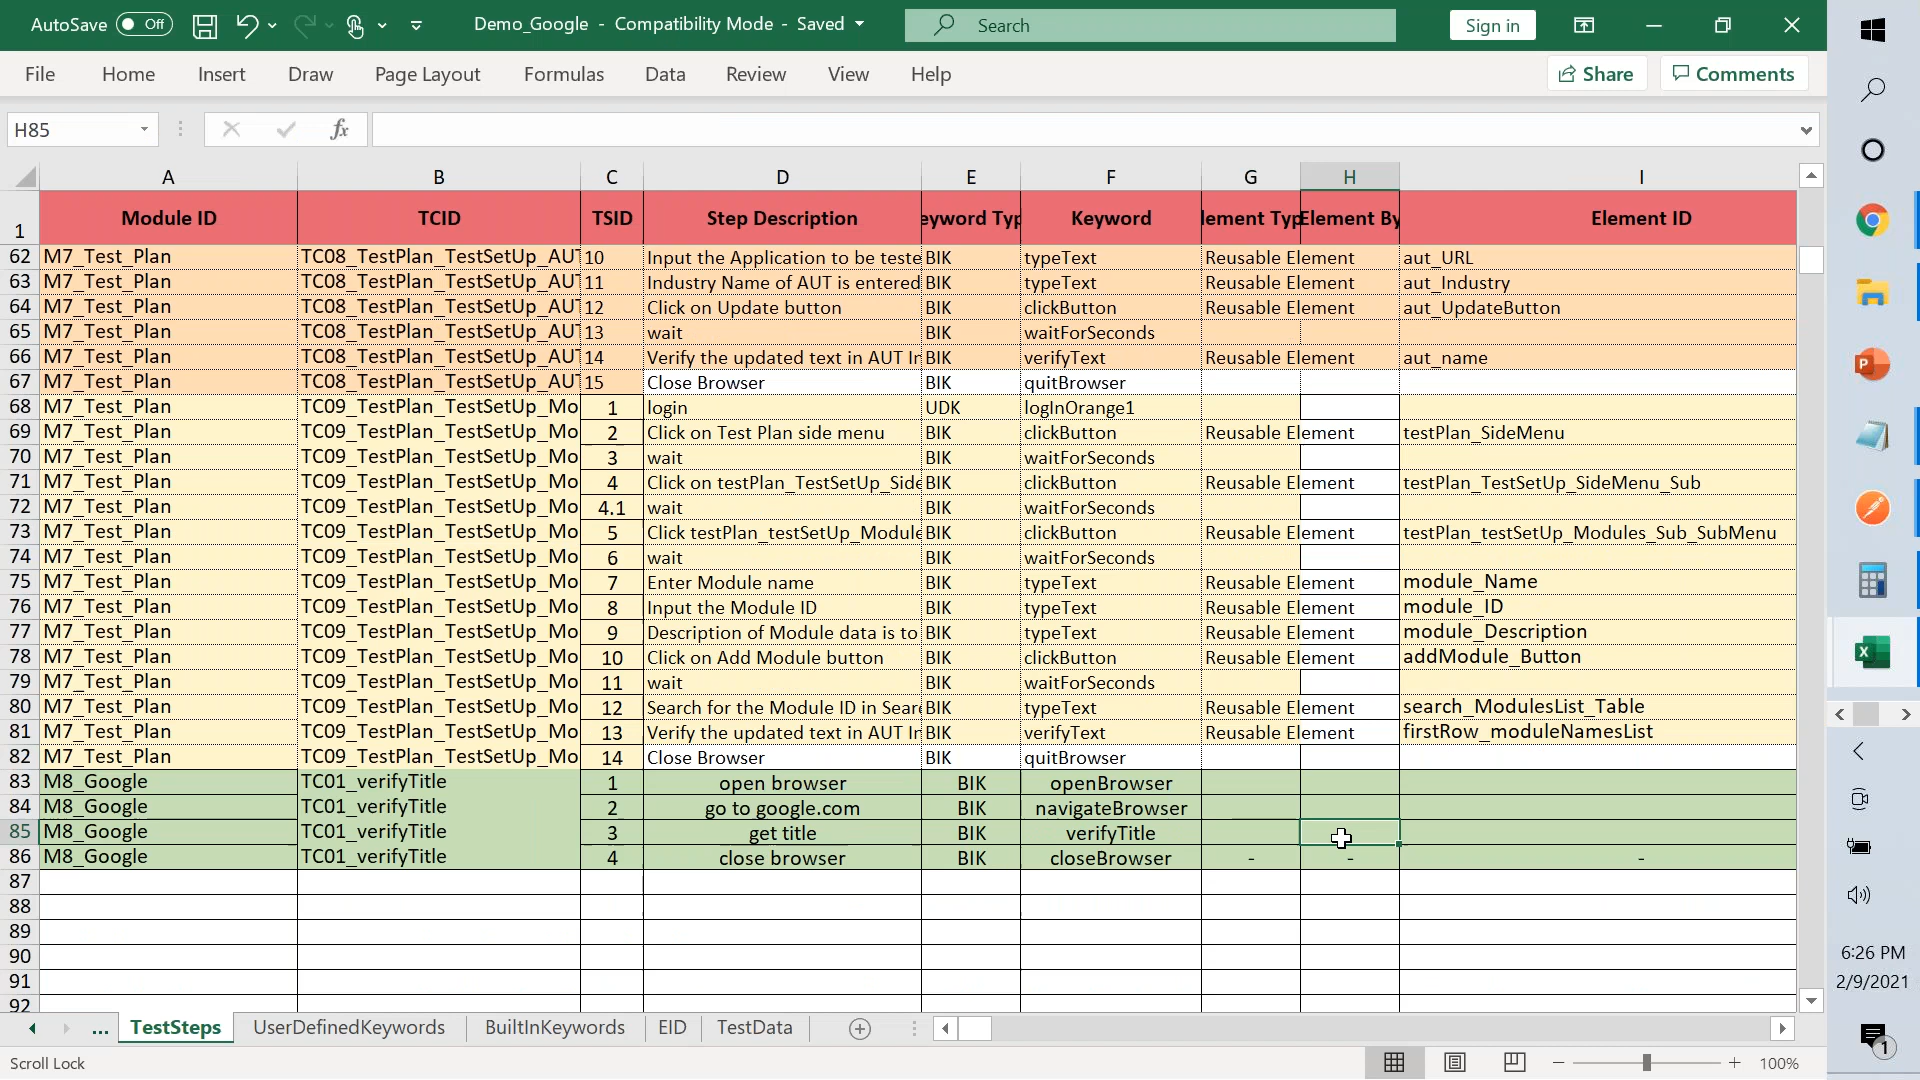 AutoSave Off Demo_Google - Compatibility Mode - Saved Search Sign in
File Home Insert Draw Page Layout Formulas Data Review View Help Share Comments
H85 fx
A B C D E F G H I
1 Module ID TCID TSID Step Description eyword Typ Keyword lement Typ Element By Element ID
62 M7_Test_Plan TC08_TestPlan_TestSetUp_AUT 10 Input the Application to be teste BIK typeText Reusable Element aut_URL
63 M7_Test_Plan TC08_TestPlan_TestSetUp_AUT 11 Industry Name of AUT is entered BIK typeText Reusable Element aut_Industry
64 M7_Test_Plan TC08_TestPlan_TestSetUp_AUT 12 Click on Update button BIK clickButton Reusable Element aut_UpdateButton
65 M7_Test_Plan TC08_TestPlan_TestSetUp_AUT 13 wait BIK waitForSeconds
66 M7_Test_Plan TC08_TestPlan_TestSetUp_AUT 14 Verify the updated text in AUT In BIK verifyText Reusable Element aut_name
67 M7_Test_Plan TC08_TestPlan_TestSetUp_AUT 15 Close Browser BIK quitBrowser
68 M7_Test_Plan TC09_TestPlan_TestSetUp_Mo 1 login UDK logInOrange1
69 M7_Test_Plan TC09_TestPlan_TestSetUp_Mo 2 Click on Test Plan side menu BIK clickButton Reusable Element testPlan_SideMenu
70 M7_Test_Plan TC09_TestPlan_TestSetUp_Mo 3 wait BIK waitForSeconds
71 M7_Test_Plan TC09_TestPlan_TestSetUp_Mo 4 Click on testPlan_TestSetUp_Side BIK clickButton Reusable Element testPlan_TestSetUp_SideMenu_Sub
72 M7_Test_Plan TC09_TestPlan_TestSetUp_Mo 4.1 wait BIK waitForSeconds
73 M7_Test_Plan TC09_TestPlan_TestSetUp_Mo 5 Click testPlan_testSetUp_Module BIK clickButton Reusable Element testPlan_testSetUp_Modules_Sub_SubMenu
74 M7_Test_Plan TC09_TestPlan_TestSetUp_Mo 6 wait BIK waitForSeconds
75 M7_Test_Plan TC09_TestPlan_TestSetUp_Mo 7 Enter Module name BIK typeText Reusable Element module_Name
76 M7_Test_Plan TC09_TestPlan_TestSetUp_Mo 8 Input the Module ID BIK typeText Reusable Element module_ID
77 M7_Test_Plan TC09_TestPlan_TestSetUp_Mo 9 Description of Module data is to BIK typeText Reusable Element module_Description
78 M7_Test_Plan TC09_TestPlan_TestSetUp_Mo 10 Click on Add Module button BIK clickButton Reusable Element addModule_Button
79 M7_Test_Plan TC09_TestPlan_TestSetUp_Mo 11 wait BIK waitForSeconds
80 M7_Test_Plan TC09_TestPlan_TestSetUp_Mo 12 Search for the Module ID in Sear BIK typeText Reusable Element search_ModulesList_Table
81 M7_Test_Plan TC09_TestPlan_TestSetUp_Mo 13 Verify the updated text in AUT In BIK verifyText Reusable Element firstRow_moduleNamesList
82 M7_Test_Plan TC09_TestPlan_TestSetUp_Mo 14 Close Browser BIK quitBrowser
83 M8_Google TC01_verifyTitle 1 open browser BIK openBrowser
84 M8_Google TC01_verifyTitle 2 go to google.com BIK navigateBrowser
85 M8_Google TC01_verifyTitle 3 get title BIK verifyTitle
86 M8_Google TC01_verifyTitle 4 close browser BIK closeBrowser - - -
87
88
89
90
91
92
... TestSteps UserDefinedKeywords BuiltInKeywords EID TestData
Scroll Lock 100%
6:26 PM
2/9/2021
1